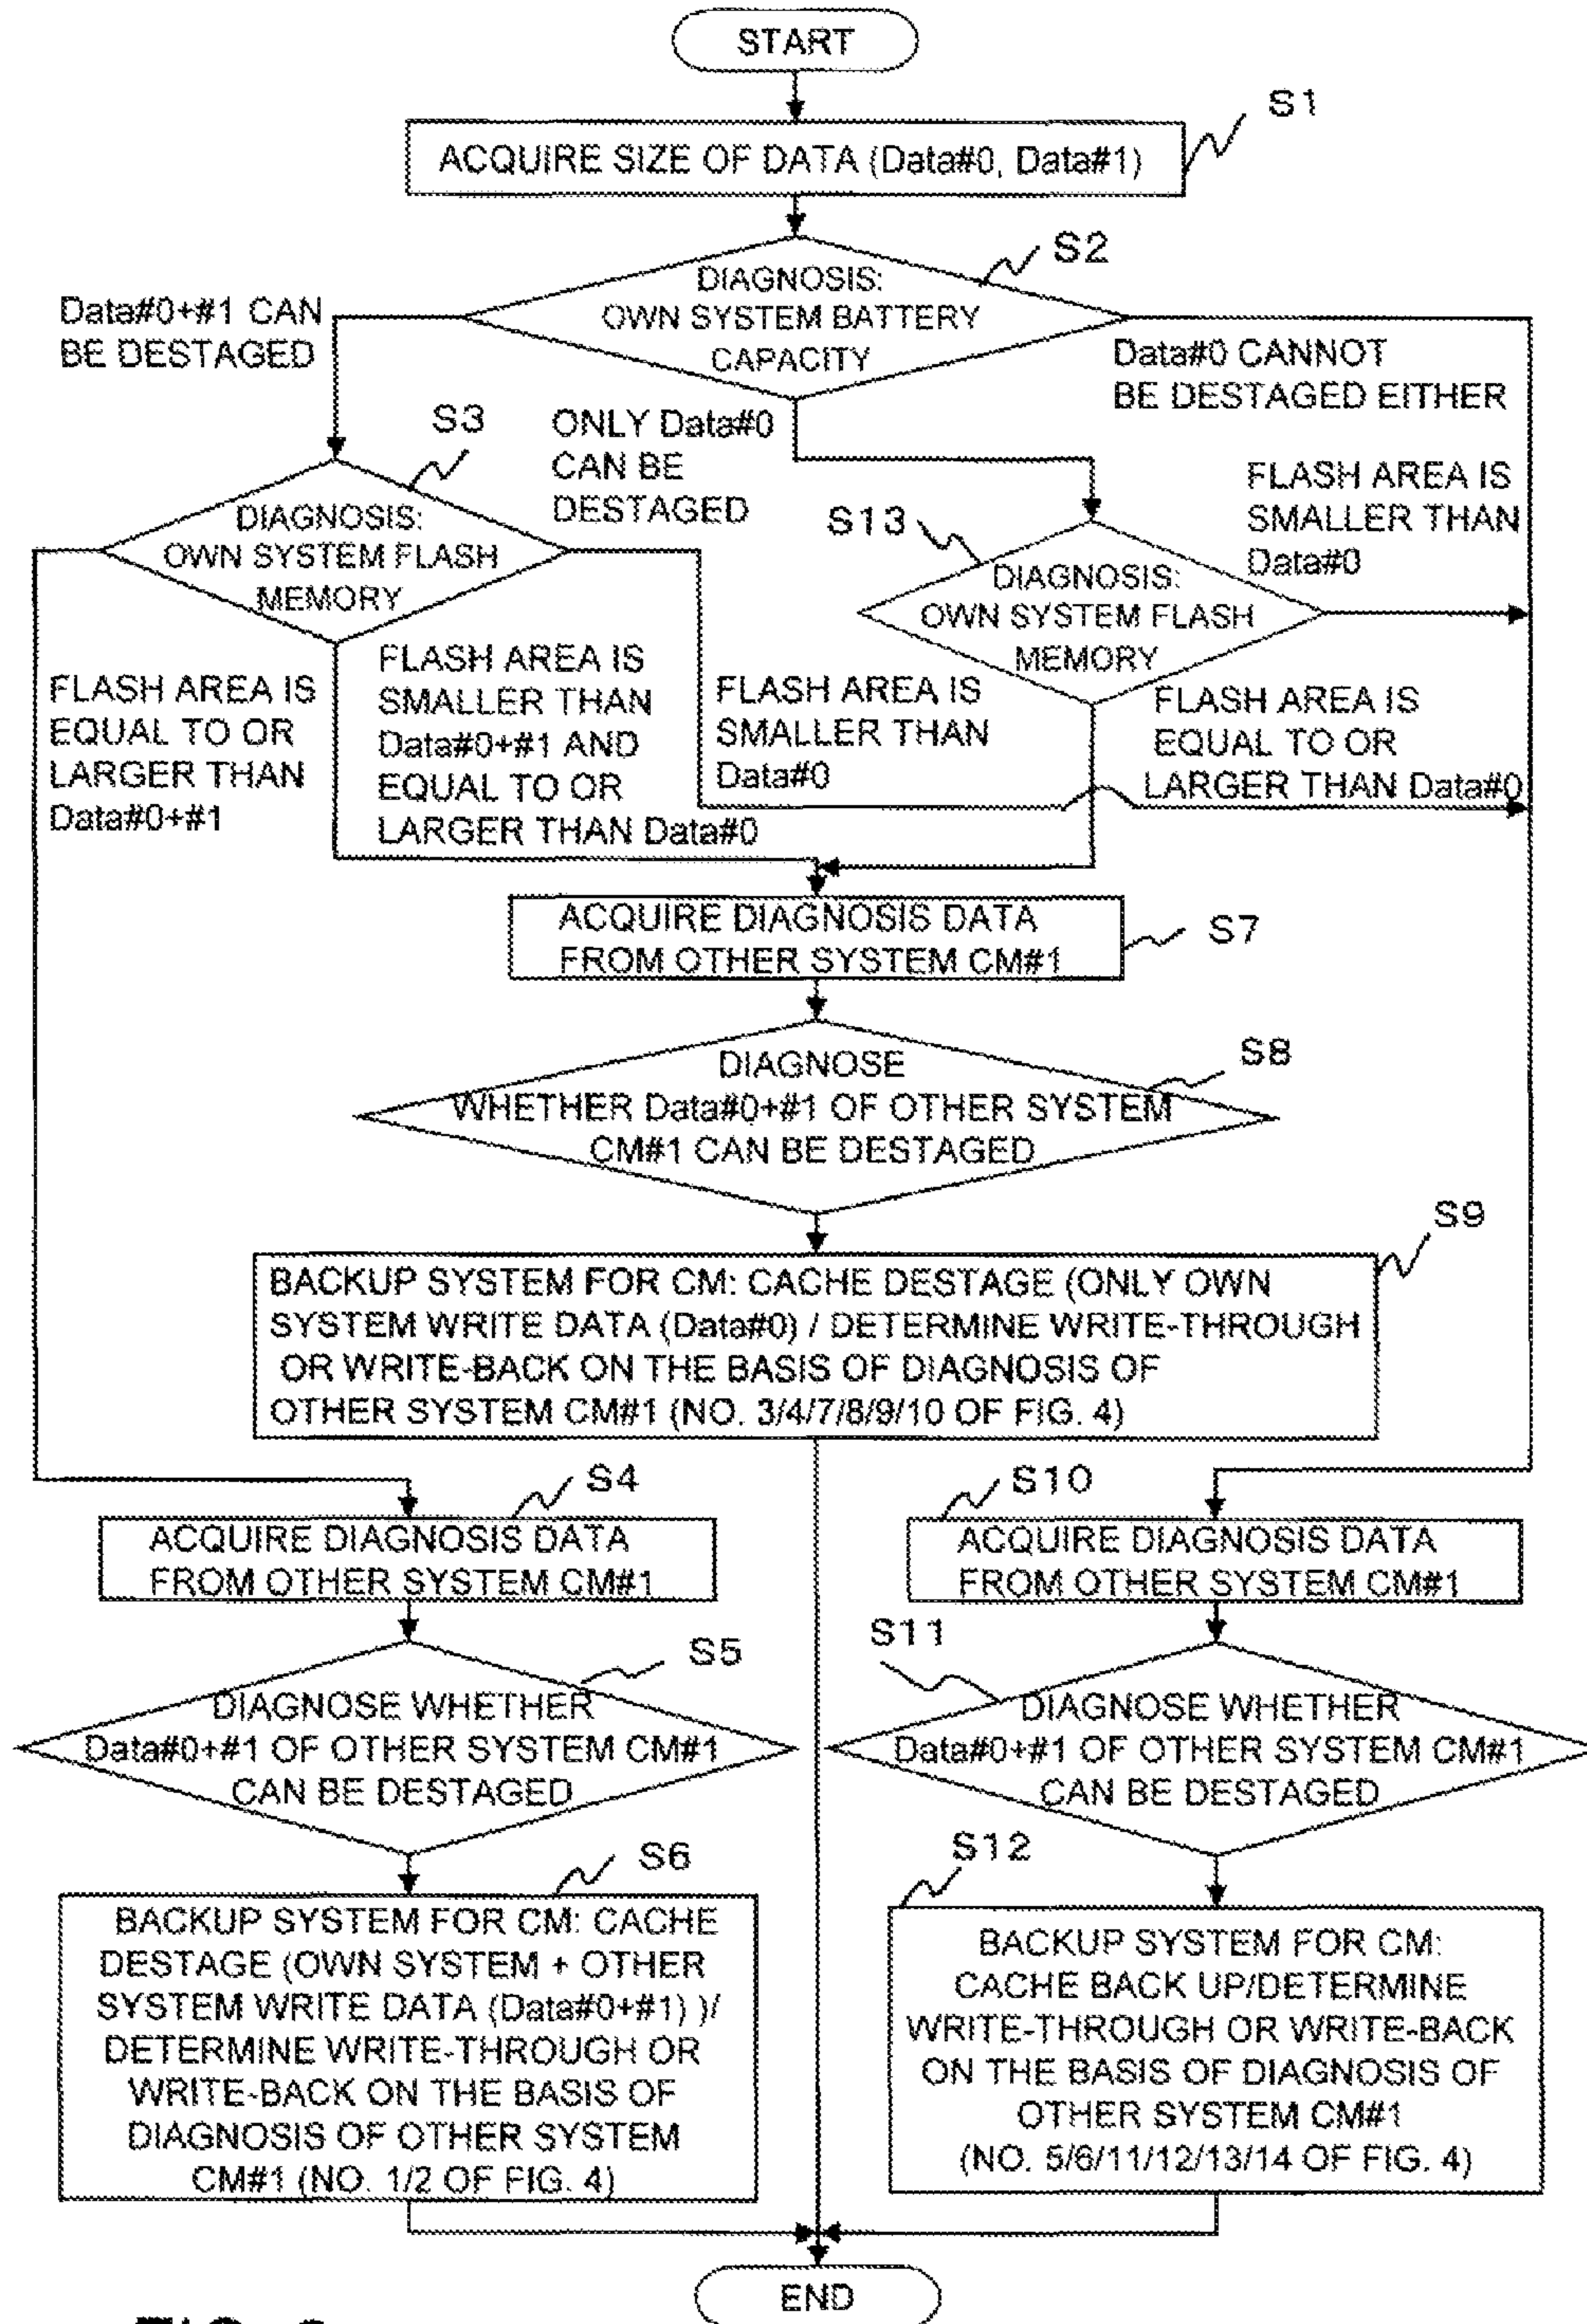 START
S1
ACQUIRE SIZE OF DATA (Data#0, Data#1)
S2
DIAGNOSIS:
OWN SYSTEM BATTERY
CAPACITY
Data#0+#1 CAN
BE DESTAGED
Data#0 CANNOT
BE DESTAGED EITHER
ONLY Data#0
CAN BE
DESTAGED
S3
DIAGNOSIS:
OWN SYSTEM FLASH
MEMORY
S13
DIAGNOSIS:
OWN SYSTEM FLASH
MEMORY
FLASH AREA IS
SMALLER THAN
Data#0
FLASH AREA IS
EQUAL TO OR
LARGER THAN
Data#0+#1
FLASH AREA IS
SMALLER THAN
Data#0+#1 AND
EQUAL TO OR
LARGER THAN Data#0
FLASH AREA IS
SMALLER THAN
Data#0
FLASH AREA IS
EQUAL TO OR
LARGER THAN Data#0
ACQUIRE DIAGNOSIS DATA
FROM OTHER SYSTEM CM#1
S7
DIAGNOSE
WHETHER Data#0+#1 OF OTHER SYSTEM
CM#1 CAN BE DESTAGED
S8
S9
BACKUP SYSTEM FOR CM: CACHE DESTAGE (ONLY OWN
SYSTEM WRITE DATA (Data#0) / DETERMINE WRITE-THROUGH
OR WRITE-BACK ON THE BASIS OF DIAGNOSIS OF
OTHER SYSTEM CM#1 (NO. 3/4/7/8/9/10 OF FIG. 4)
S4
ACQUIRE DIAGNOSIS DATA
FROM OTHER SYSTEM CM#1
S10
ACQUIRE DIAGNOSIS DATA
FROM OTHER SYSTEM CM#1
S5
DIAGNOSE WHETHER
Data#0+#1 OF OTHER SYSTEM CM#1
CAN BE DESTAGED
S11
DIAGNOSE WHETHER
Data#0+#1 OF OTHER SYSTEM CM#1
CAN BE DESTAGED
S6
BACKUP SYSTEM FOR CM: CACHE
DESTAGE (OWN SYSTEM + OTHER
SYSTEM WRITE DATA (Data#0+#1) )/
DETERMINE WRITE-THROUGH OR
WRITE-BACK ON THE BASIS OF
DIAGNOSIS OF OTHER SYSTEM
CM#1 (NO. 1/2 OF FIG. 4)
S12
BACKUP SYSTEM FOR CM:
CACHE BACK UP/DETERMINE
WRITE-THROUGH OR WRITE-BACK
ON THE BASIS OF DIAGNOSIS OF
OTHER SYSTEM CM#1
(NO. 5/6/11/12/13/14 OF FIG. 4)
END